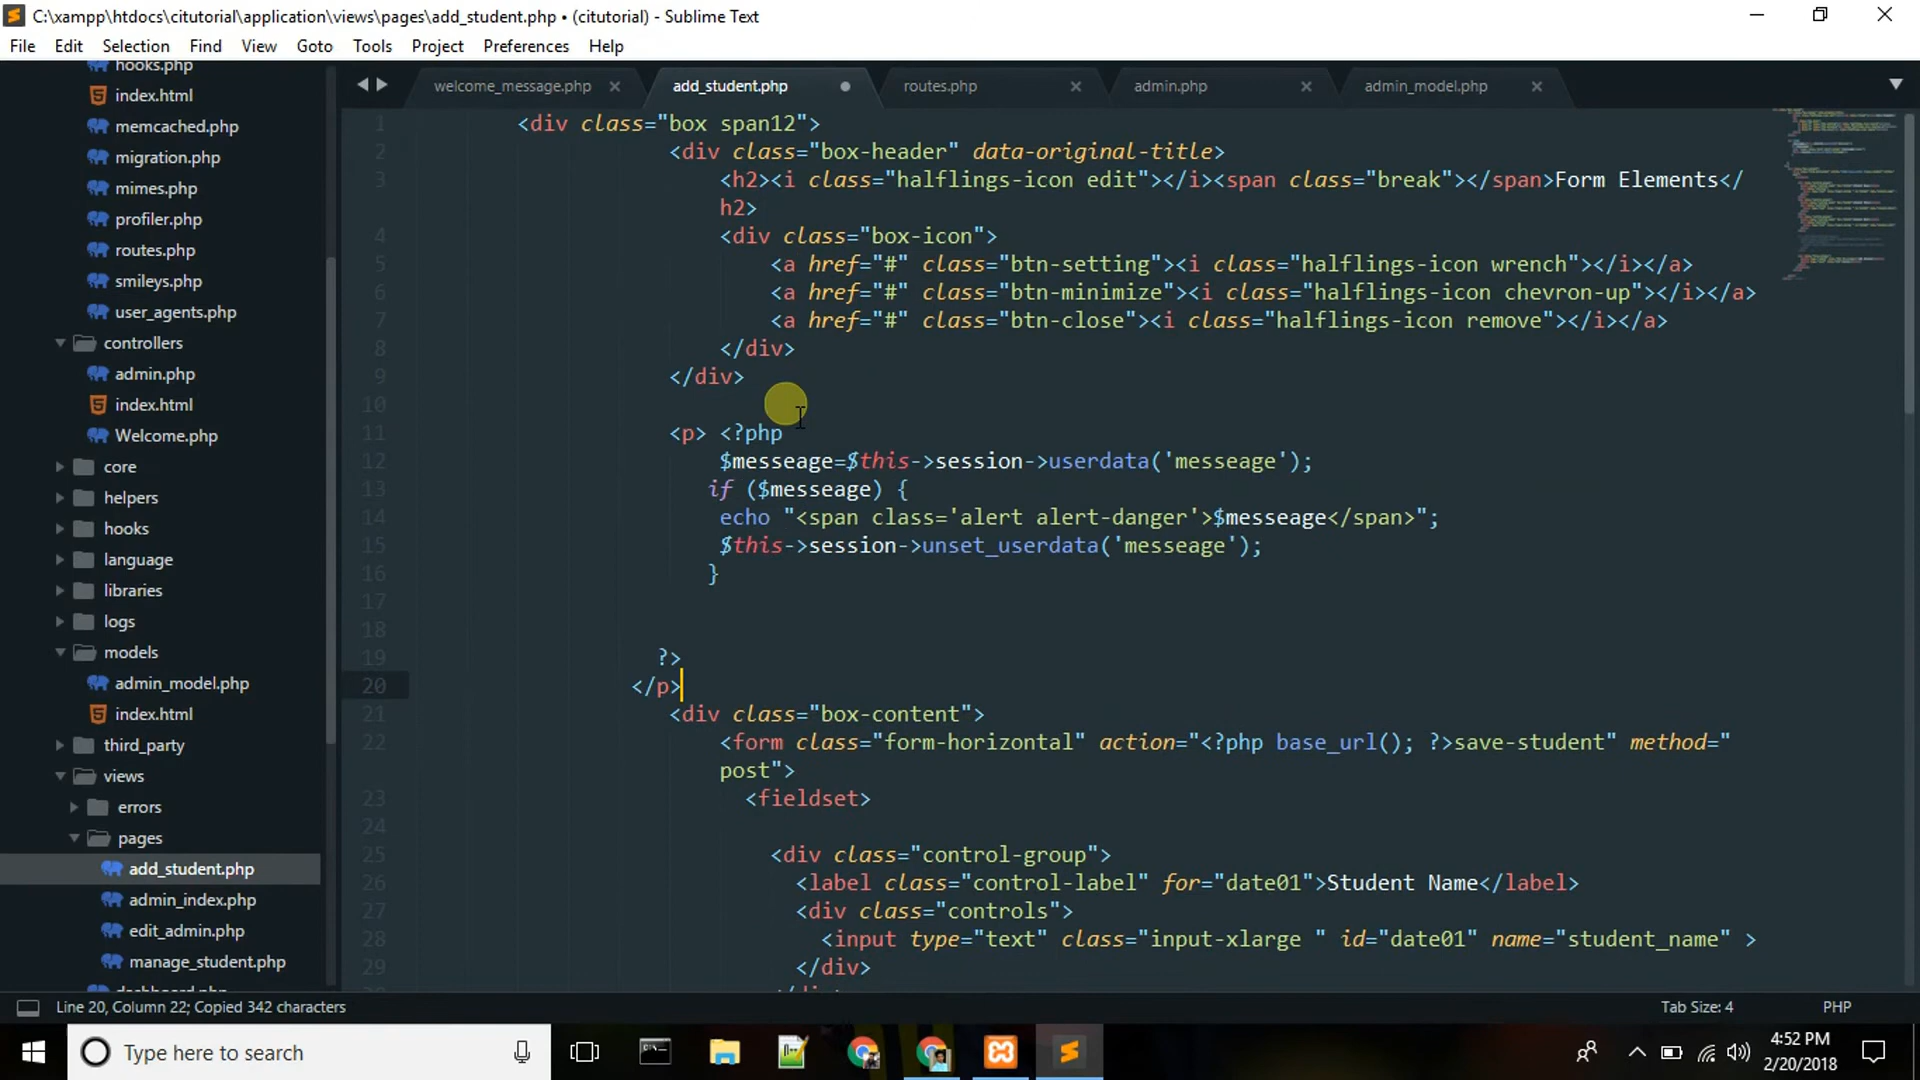 C:\xampp\htdocs\citutorial\application\views\pages\add_student.php • (citutorial) - Sublime Text
File Edit Selection Find View Goto Tools Project Preferences Help
hooks.php
index.html
memcached.php
migration.php
mimes.php
profiler.php
routes.php
smileys.php
user_agents.php
controllers
admin.php
index.html
Welcome.php
core
helpers
hooks
language
libraries
logs
models
admin_model.php
index.html
third_party
views
errors
pages
add_student.php
admin_index.php
edit_admin.php
manage_student.php
dashboard.php
welcome_message.php add_student.php routes.php admin.php admin_model.php
1 <div class="box span12">
2 <div class="box-header" data-original-title>
3 <h2><i class="halflings-icon edit"></i><span class="break"></span>Form Elements</
h2>
4 <div class="box-icon">
5 <a href="#" class="btn-setting"><i class="halflings-icon wrench"></i></a>
6 <a href="#" class="btn-minimize"><i class="halflings-icon chevron-up"></i></a>
7 <a href="#" class="btn-close"><i class="halflings-icon remove"></i></a>
8 </div>
9 </div>
10
11 <p> <?php
12 $messeage=$this->session->userdata('messeage');
13 if ($messeage) {
14 echo "<span class='alert alert-danger'>$messeage</span>";
15 $this->session->unset_userdata('messeage');
16 }
17
18
19 ?>
20 </p>
21 <div class="box-content">
22 <form class="form-horizontal" action="<?php base_url(); ?>save-student" method="
post">
23 <fieldset>
24
25 <div class="control-group">
26 <label class="control-label" for="date01">Student Name</label>
27 <div class="controls">
28 <input type="text" class="input-xlarge " id="date01" name="student_name" >
29 </div>
Line 20, Column 22; Copied 342 characters Tab Size: 4 PHP
Type here to search
4:52 PM
2/20/2018